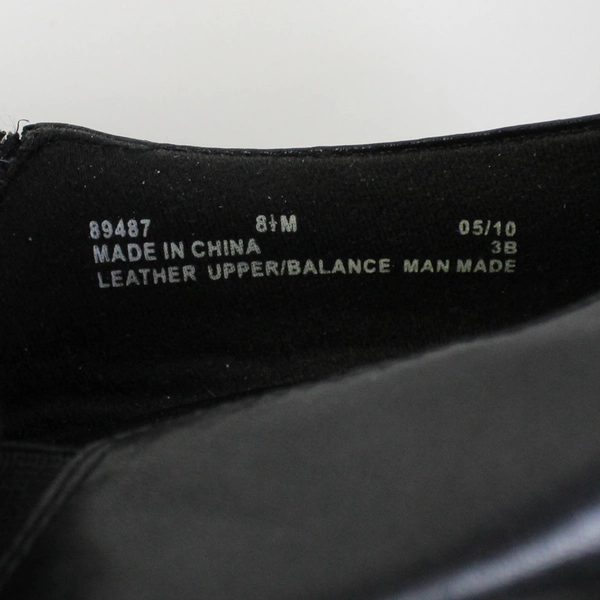 89487 8½M 05/10
MADE IN CHINA 3B
LEATHER UPPER/BALANCE MAN MADE